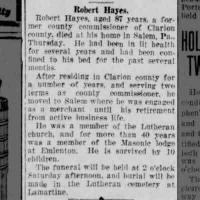 Robert Hayes.
Robert Hayes, aged 87 years, a for-
mer county commissioner of Clarion
county, died at his home in Salem, Pa.,
Thursday. He had been in ill health
for several years and had been con-
fined to his bed for the past several
months.
After residing in Clarion county for
a number of years, and serving two
terms as county commissioner, he
moved to Salem where he was engaged
as a merchant until his retirement
from active business life.
He was a member of the Lutheran
church, and for more than 40 years
was a member of the Masonic lodge
at Emlenton. He is survived by 10
children.
The funeral will be held at 2 o'clock
Saturday afternoon, and burial will be
made in the Lutheran cemetery at
Lamartine.
HO
TW